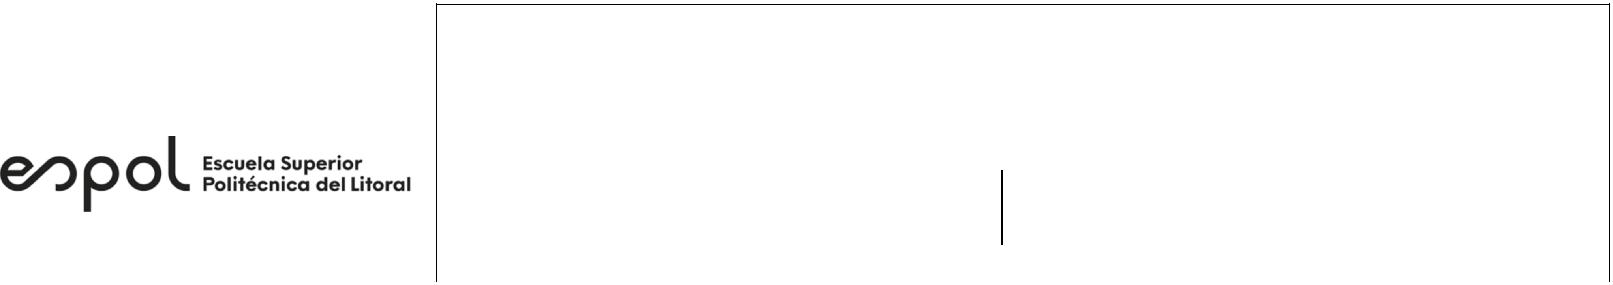 espol
Escuela Superior
Politécnica del Litoral